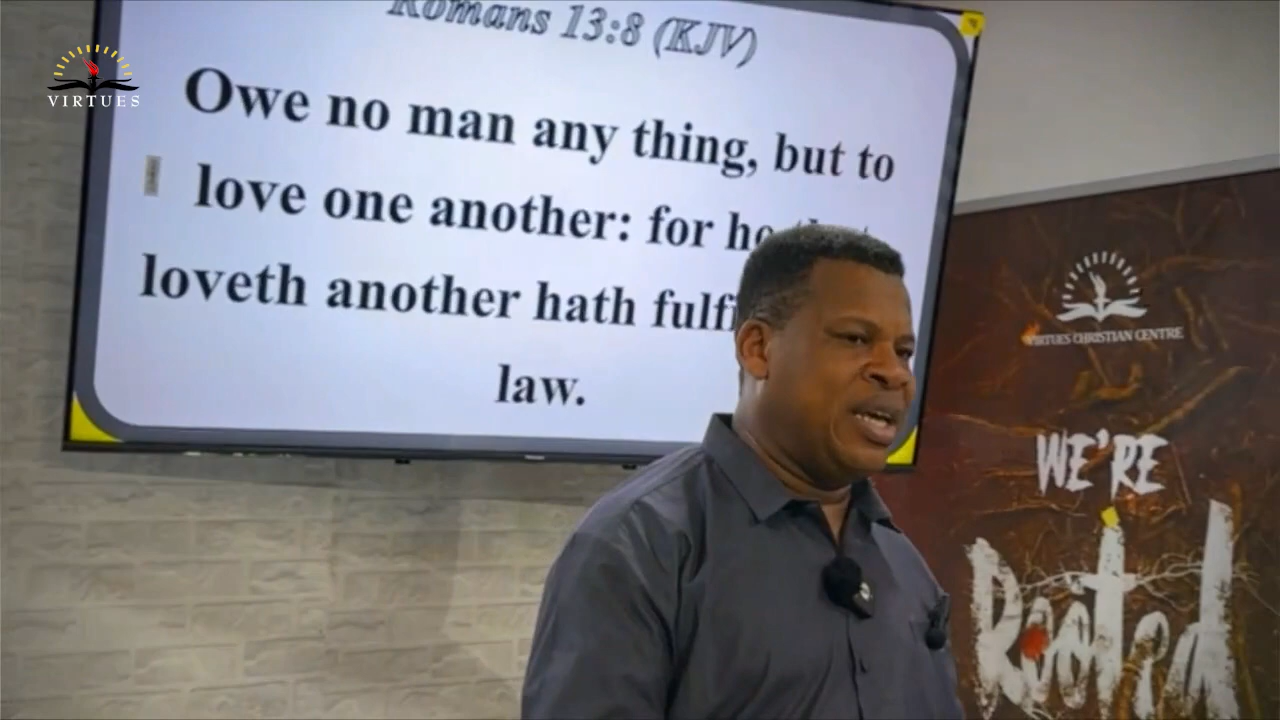 Romans 13:8 (KJV)
Owe no man any thing, but to
love one another: for he
loveth another hath
law.
VIRTUES
VIRTUES CHRISTIAN CENTRE
WE'RE
Rooted